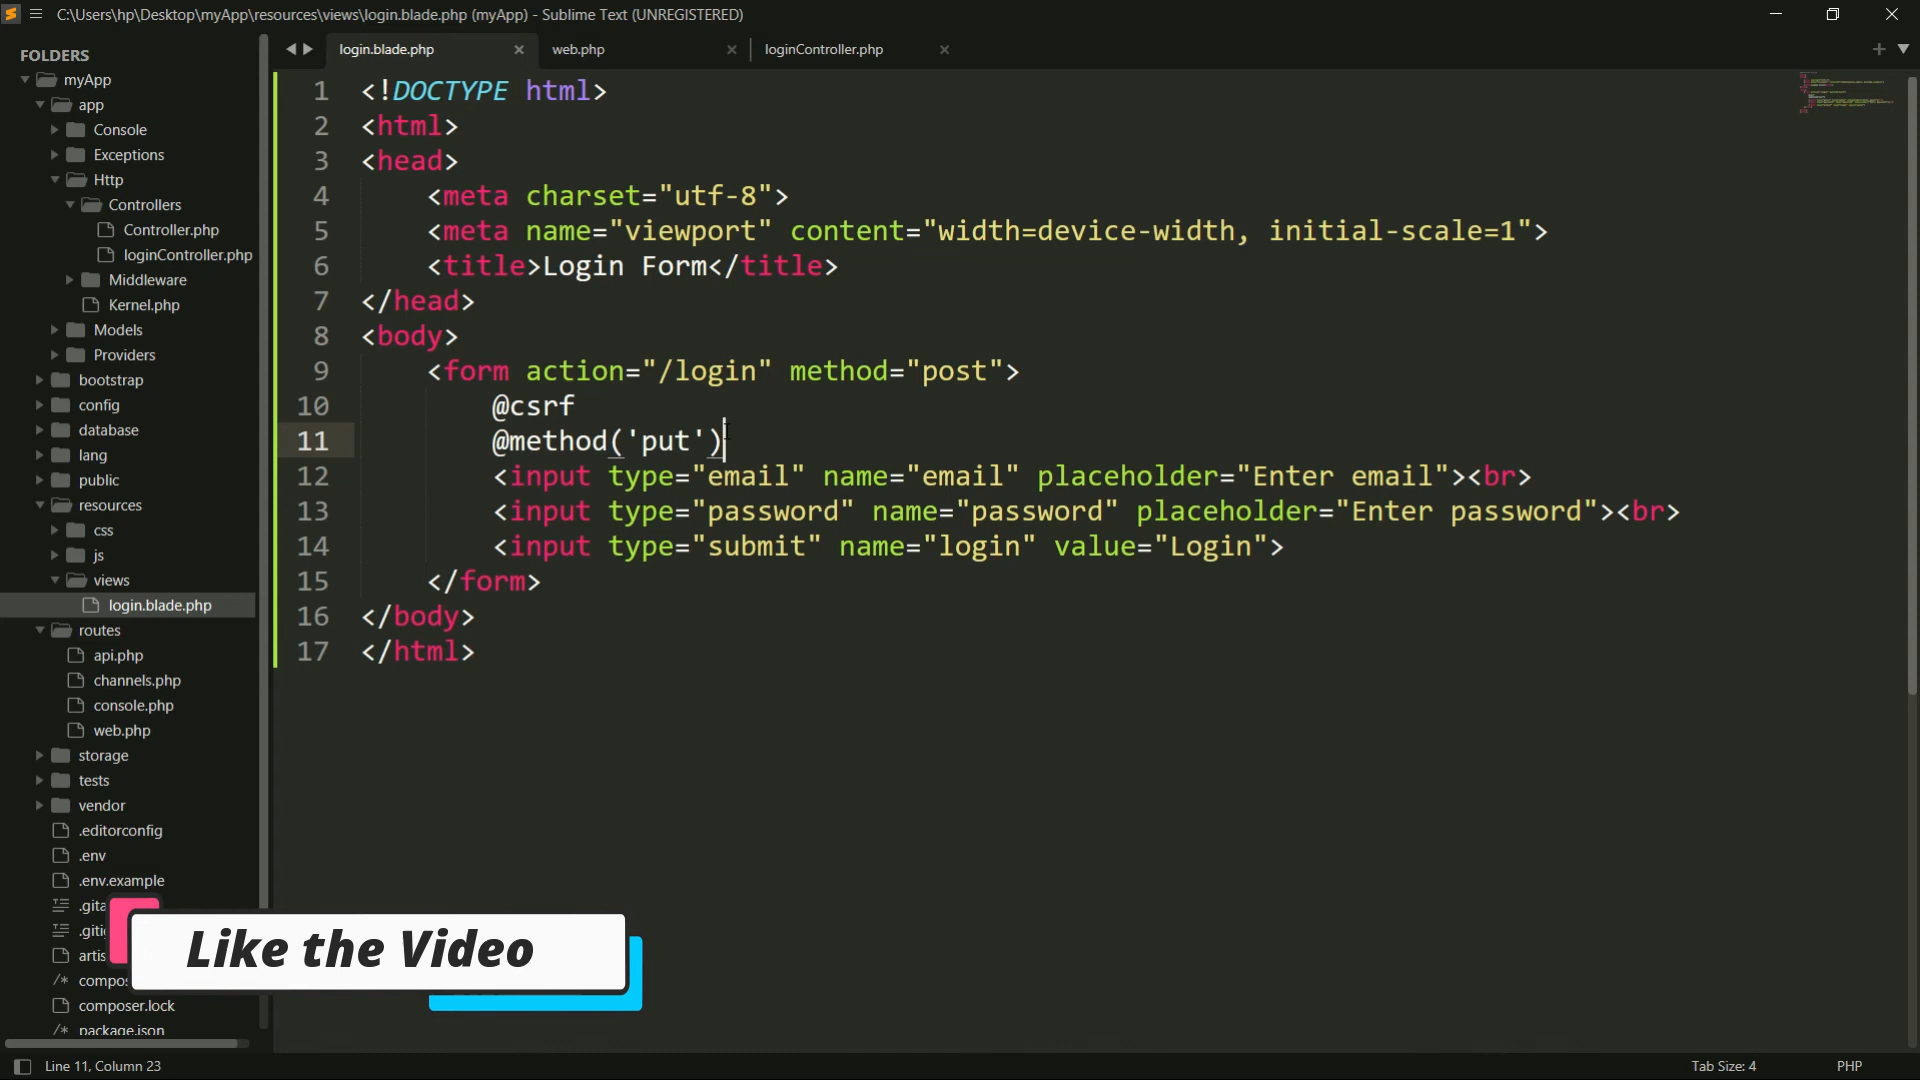 C:\Users\hp\Desktop\myApp\resources\views\login.blade.php (myApp) - Sublime Text (UNREGISTERED)
FOLDERS
myApp
app
Console
Exceptions
Http
Controllers
Controller.php
loginController.php
Middleware
Kernel.php
Models
Providers
bootstrap
config
database
lang
public
resources
css
js
views
login.blade.php
routes
api.php
channels.php
console.php
web.php
storage
tests
vendor
.editorconfig
.env
.env.example
.gita
.giti
artis
/* compos
composer.lock
/* package.json
login.blade.php
web.php
loginController.php
1 <!DOCTYPE html>
2 <html>
3 <head>
4 <meta charset="utf-8">
5 <meta name="viewport" content="width=device-width, initial-scale=1">
6 <title>Login Form</title>
7 </head>
8 <body>
9 <form action="/login" method="post">
10 @csrf
11 @method('put')
12 <input type="email" name="email" placeholder="Enter email"><br>
13 <input type="password" name="password" placeholder="Enter password"><br>
14 <input type="submit" name="login" value="Login">
15 </form>
16 </body>
17 </html>
Like the Video
Line 11, Column 23
Tab Size: 4
PHP